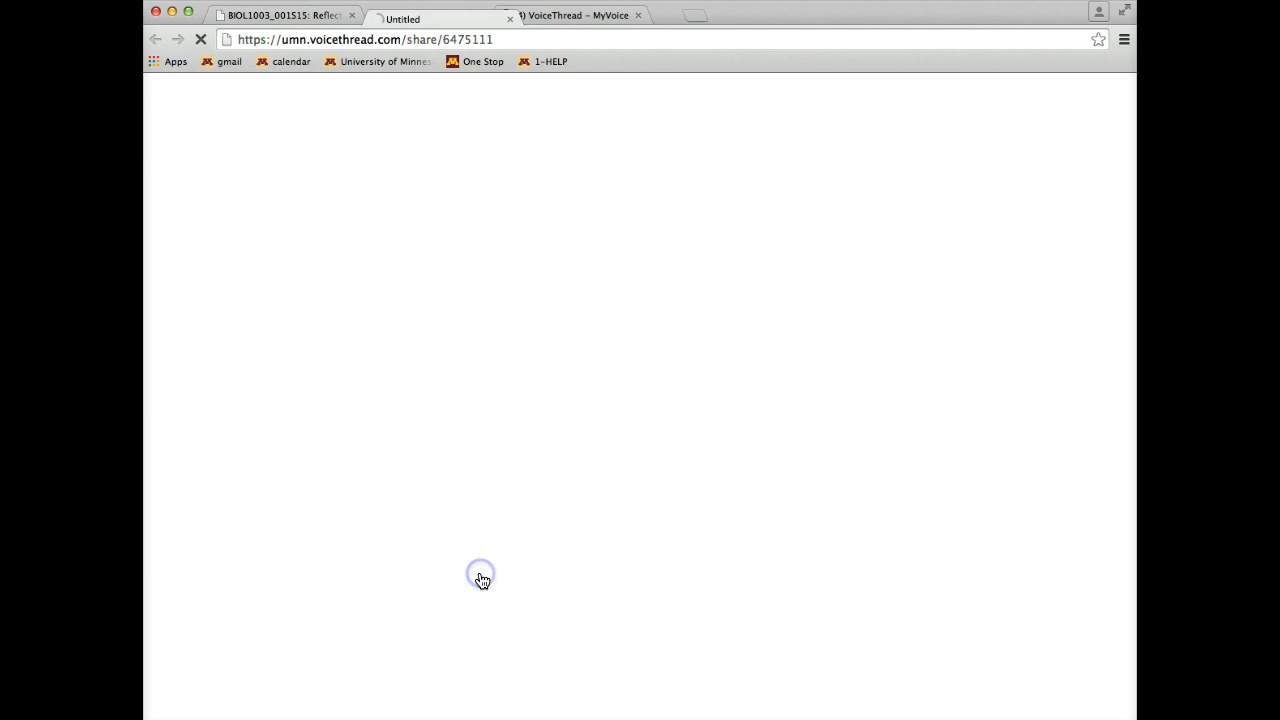 BIOL1003_001S15: Reflect
Untitled
) VoiceThread - MyVoice
https://umn.voicethread.com/share/6475111
Apps gmail calendar University of Minnes One Stop 1-HELP